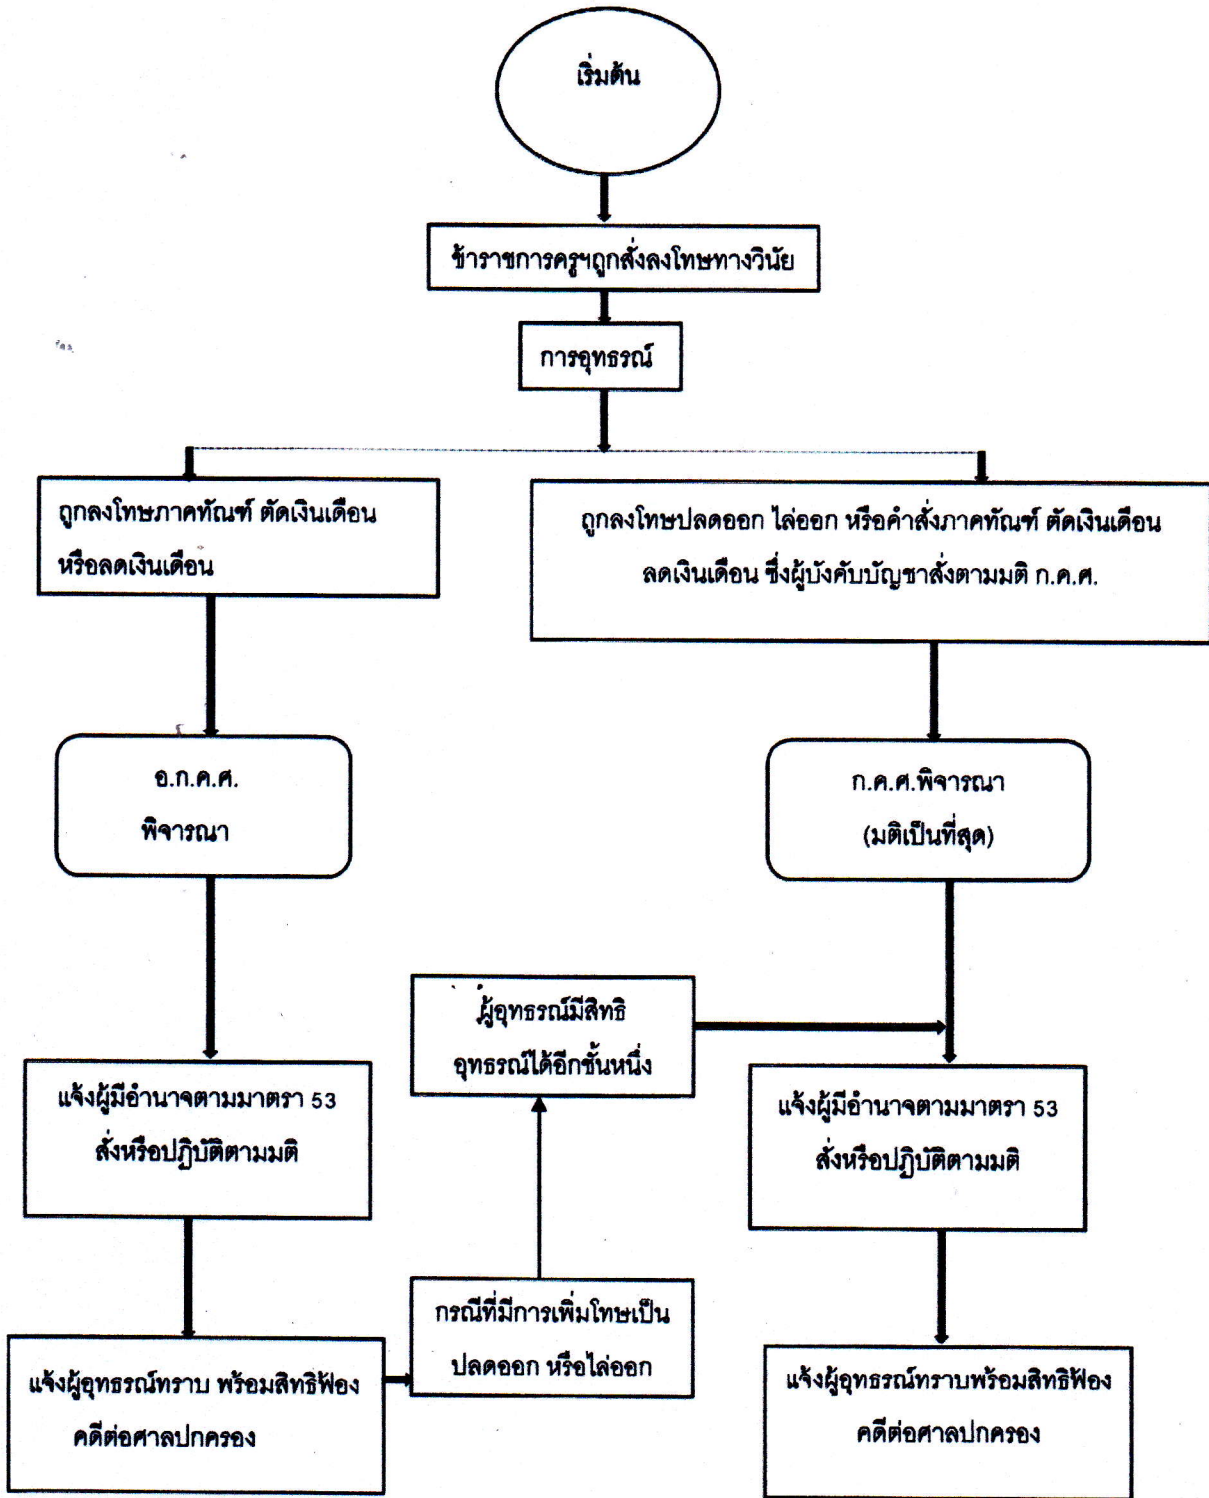 เริ่มต้น
ข้าราชการครูฯถูกสั่งลงโทษทางวินัย
การอุทธรณ์
ถูกลงโทษภาคทัณฑ์ ตัดเงินเดือน
หรือลดเงินเดือน
ถูกลงโทษปลดออก ไล่ออก หรือคำสั่งภาคทัณฑ์ ตัดเงินเดือน
ลดเงินเดือน ซึ่งผู้บังคับบัญชาสั่งตามมติ ก.ค.ศ.
อ.ก.ค.ศ.
พิจารณา
ก.ค.ศ.พิจารณา
(มติเป็นที่สุด)
ผู้อุทธรณ์มีสิทธิ
อุทธรณ์ได้อีกชั้นหนึ่ง
แจ้งผู้มีอำนาจตามมาตรา 53
สั่งหรือปฏิบัติตามมติ
แจ้งผู้มีอำนาจตามมาตรา 53
สั่งหรือปฏิบัติตามมติ
กรณีที่มีการเพิ่มโทษเป็น
ปลดออก หรือไล่ออก
แจ้งผู้อุทธรณ์ทราบ พร้อมสิทธิฟ้อง
คดีต่อศาลปกครอง
แจ้งผู้อุทธรณ์ทราบพร้อมสิทธิฟ้อง
คดีต่อศาลปกครอง